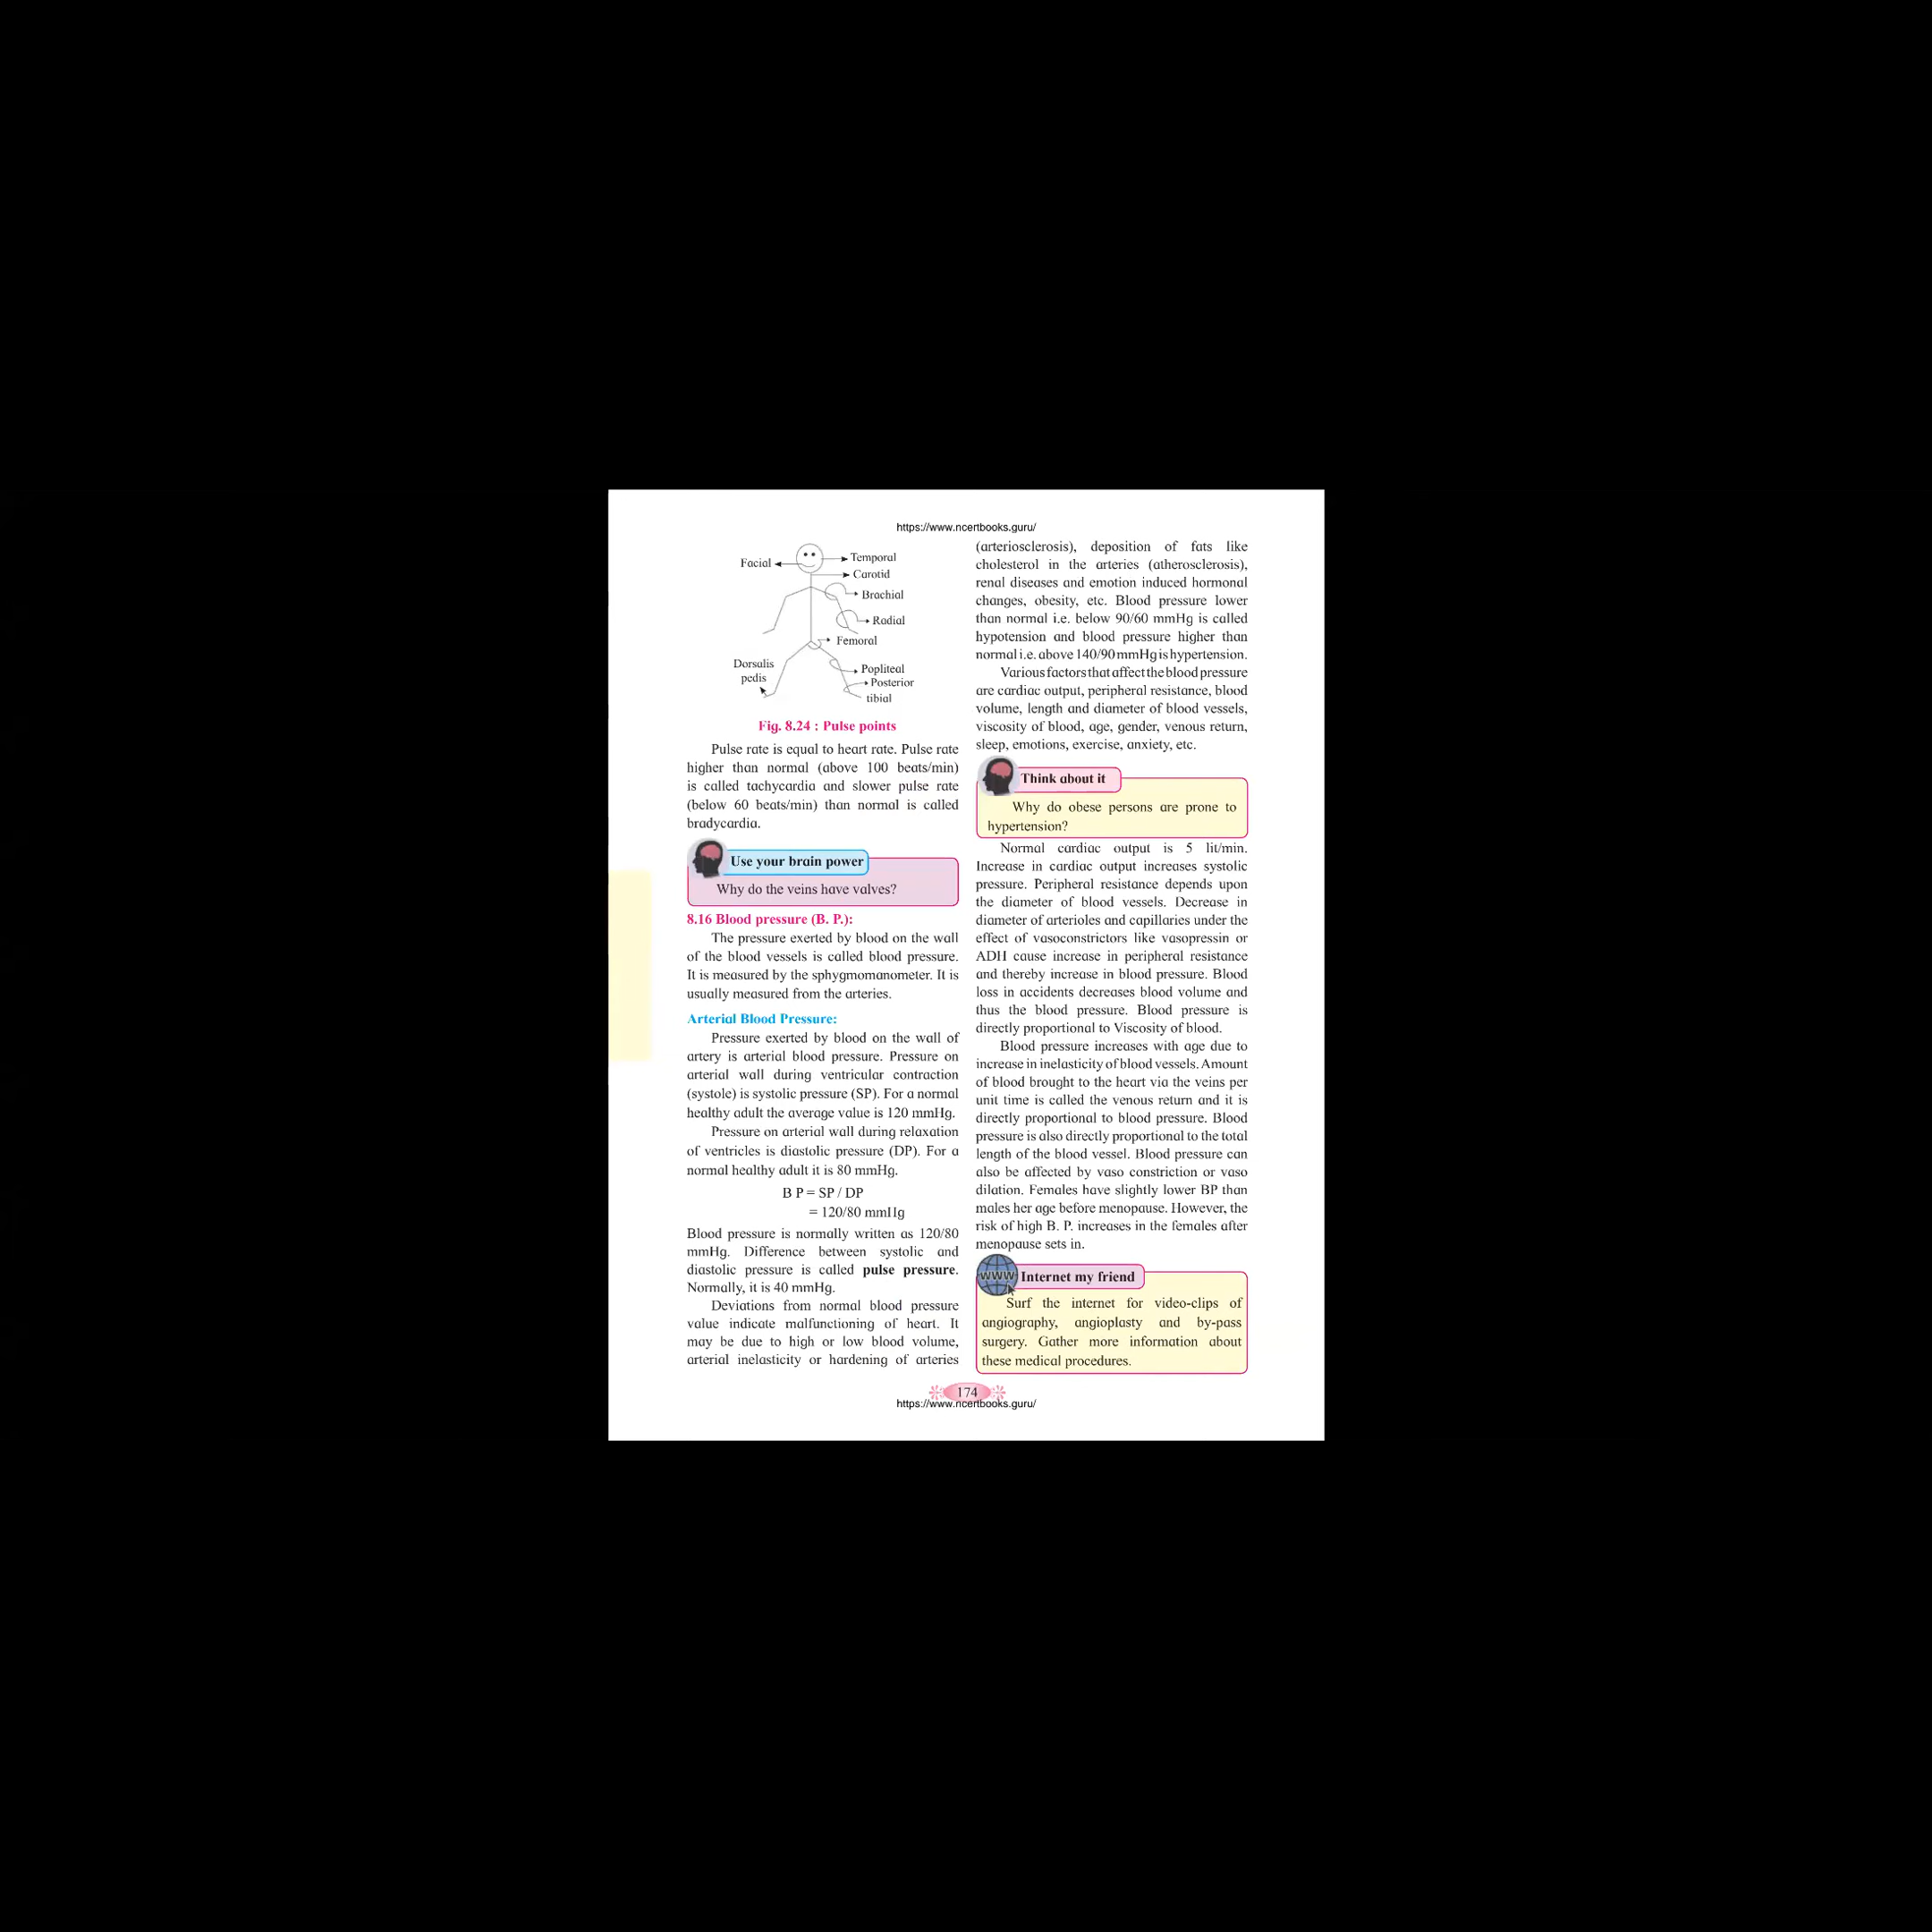 https://www.ncertbooks.guru/
Facial
Temporal
Carotid
Brachial
Radial
Femoral
Dorsalis
pedis
Popliteal
Posterior
tibial
Fig. 8.24 : Pulse points
Pulse rate is equal to heart rate. Pulse rate
higher than normal (above 100 beats/min)
is called tachycardia and slower pulse rate
(below 60 beats/min) than normal is called
bradycardia.
Use your brain power
Why do the veins have valves?
8.16 Blood pressure (B. P.):
The pressure exerted by blood on the wall
of the blood vessels is called blood pressure.
It is measured by the sphygmomanometer. It is
usually measured from the arteries.
Arterial Blood Pressure:
Pressure exerted by blood on the wall of
artery is arterial blood pressure. Pressure on
arterial wall during ventricular contraction
(systole) is systolic pressure (SP). For a normal
healthy adult the average value is 120 mmHg.
Pressure on arterial wall during relaxation
of ventricles is diastolic pressure (DP). For a
normal healthy adult it is 80 mmHg.
B P = SP / DP
= 120/80 mmHg
Blood pressure is normally written as 120/80
mmHg. Difference between systolic and
diastolic pressure is called pulse pressure.
Normally, it is 40 mmHg.
Deviations from normal blood pressure
value indicate malfunctioning of heart. It
may be due to high or low blood volume,
arterial inelasticity or hardening of arteries
(arteriosclerosis), deposition of fats like
cholesterol in the arteries (atherosclerosis),
renal diseases and emotion induced hormonal
changes, obesity, etc. Blood pressure lower
than normal i.e. below 90/60 mmHg is called
hypotension and blood pressure higher than
normal i.e. above 140/90 mmHg is hypertension.
Various factors that affect the blood pressure
are cardiac output, peripheral resistance, blood
volume, length and diameter of blood vessels,
viscosity of blood, age, gender, venous return,
sleep, emotions, exercise, anxiety, etc.
Think about it
Why do obese persons are prone to
hypertension?
Normal cardiac output is 5 lit/min.
Increase in cardiac output increases systolic
pressure. Peripheral resistance depends upon
the diameter of blood vessels. Decrease in
diameter of arterioles and capillaries under the
effect of vasoconstrictors like vasopressin or
ADH cause increase in peripheral resistance
and thereby increase in blood pressure. Blood
loss in accidents decreases blood volume and
thus the blood pressure. Blood pressure is
directly proportional to Viscosity of blood.
Blood pressure increases with age due to
increase in inelasticity of blood vessels. Amount
of blood brought to the heart via the veins per
unit time is called the venous return and it is
directly proportional to blood pressure. Blood
pressure is also directly proportional to the total
length of the blood vessel. Blood pressure can
also be affected by vaso constriction or vaso
dilation. Females have slightly lower BP than
males her age before menopause. However, the
risk of high B. P. increases in the females after
menopause sets in.
www
Internet my friend
Surf the internet for video-clips of
angiography, angioplasty and by-pass
surgery. Gather more information about
these medical procedures.
174
https://www.ncertbooks.guru/